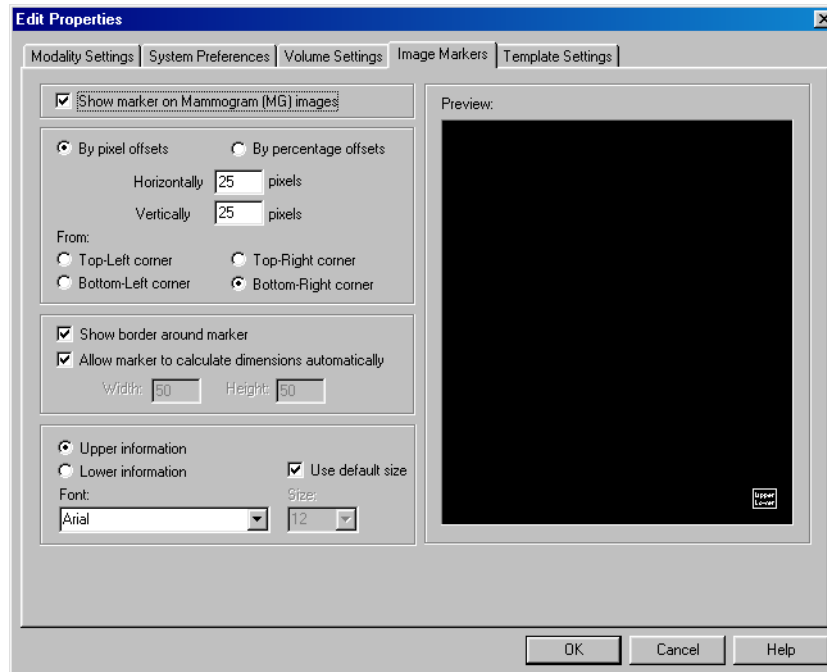 Edit Properties
Modality Settings System Preferences Volume Settings Image Markers Template Settings
Show marker on Mammogram (MG) images
By pixel offsets By percentage offsets
Horizontally 25 pixels
Vertically 25 pixels
From:
Top-Left corner Top-Right corner
Bottom-Left corner Bottom-Right corner
Show border around marker
Allow marker to calculate dimensions automatically
Width: 50 Height: 50
Upper information
Lower information Use default size
Font: Size:
Arial 12
Preview:
Upper
Lower
OK Cancel Help